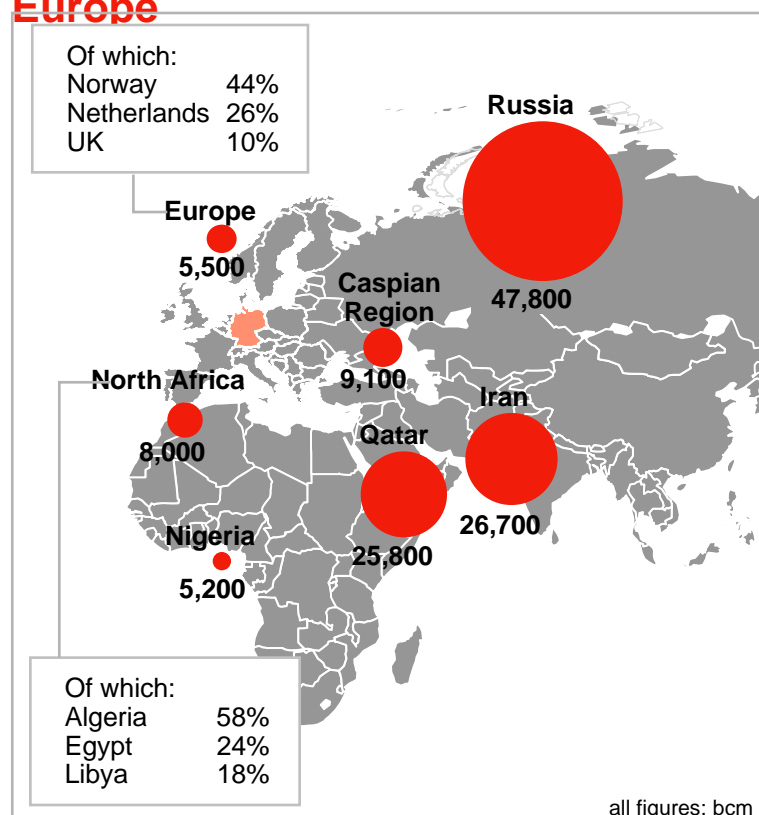 Europe
Of which:
Norway 44%
Netherlands 26%
UK 10%
Russia
47,800
Europe
5,500
Caspian
Region
9,100
North Africa
8,000
Iran
26,700
Qatar
25,800
Nigeria
5,200
Of which:
Algeria 58%
Egypt 24%
Libya 18%
all figures: bcm